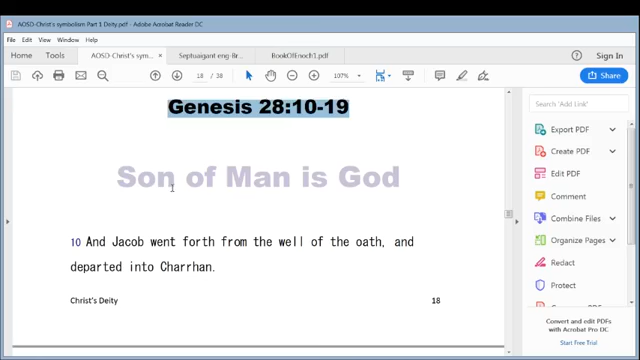 AOSD-Christ's symbolism Part 1 Deity.pdf - Adobe Acrobat Reader DC
File Edit View Window Help
Home Tools AOSD-Christ's sym... × Septuaigant eng-Br... BookOfEnoch1.pdf Sign In
18 / 38 107% Share
Genesis 28:10-19
Son of Man is God
10 And Jacob went forth from the well of the oath, and
departed into Charrhan.
Christ's Deity 18
Search 'Add Link'
Export PDF
Create PDF
Edit PDF
Comment
Combine Files
Organize Pages
Redact
Protect
Convert and edit PDFs
with Acrobat Pro DC
Start Free Trial